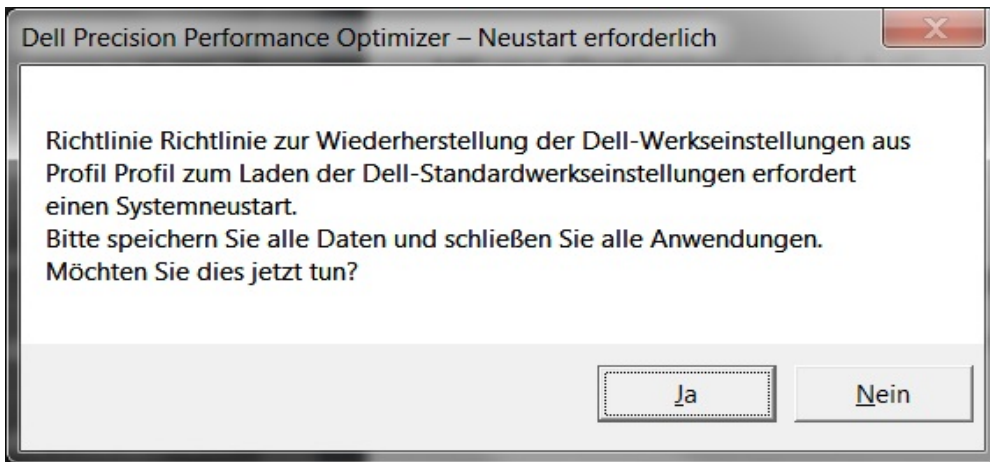 Dell Precision Performance Optimizer – Neustart erforderlich
Richtlinie Richtlinie zur Wiederherstellung der Dell-Werkseinstellungen aus
Profil Profil zum Laden der Dell-Standardwerkseinstellungen erfordert
einen Systemneustart.
Bitte speichern Sie alle Daten und schließen Sie alle Anwendungen.
Möchten Sie dies jetzt tun?
Ja
Nein